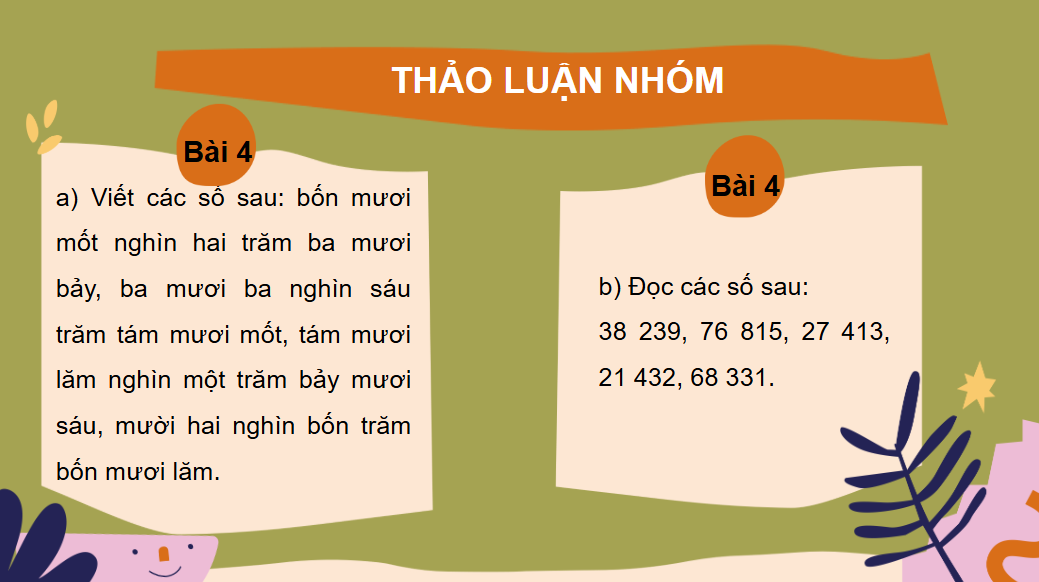 THẢO LUẬN NHÓM
Bài 4
a) Viết các số sau: bốn mươi
mốt nghìn hai trăm ba mươi
bảy, ba mươi ba nghìn sáu
trăm tám mươi mốt, tám mươi
lăm nghìn một trăm bảy mươi
sáu, mười hai nghìn bốn trăm
bốn mươi lăm.
Bài 4
b) Đọc các số sau:
38 239, 76 815, 27 413,
21 432, 68 331.